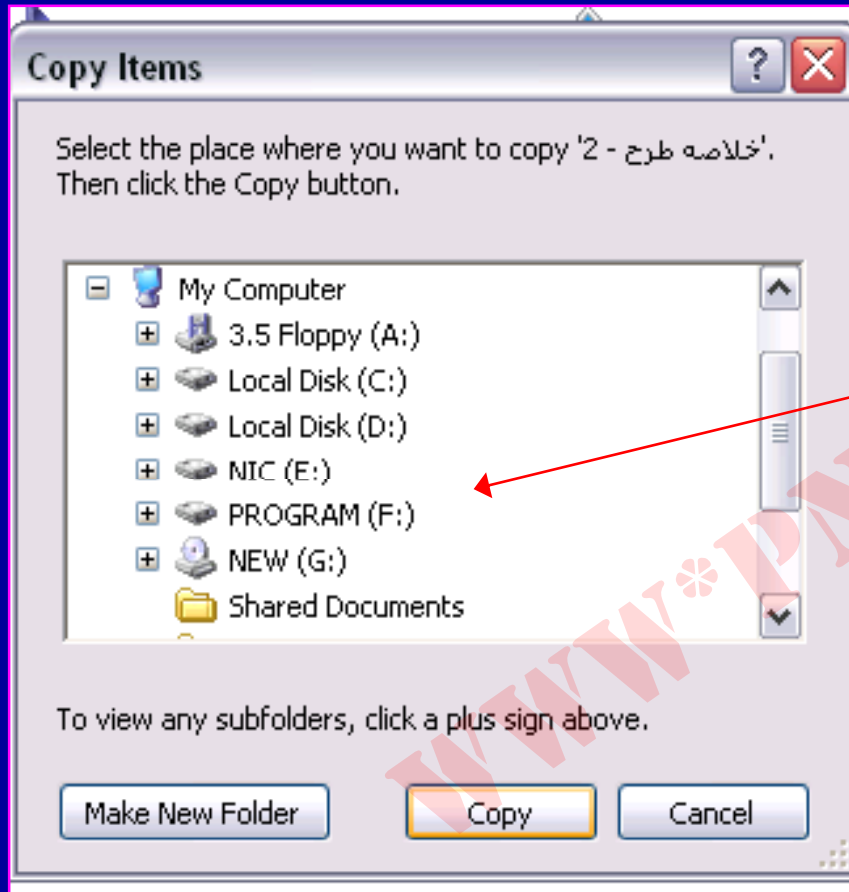 Copy Items
Select the place where you want to copy '2 - خلاصه طرح'.
Then click the Copy button.
My Computer
3.5 Floppy (A:)
Local Disk (C:)
Local Disk (D:)
NIC (E:)
PROGRAM (F:)
NEW (G:)
Shared Documents
To view any subfolders, click a plus sign above.
Make New Folder
Copy
Cancel